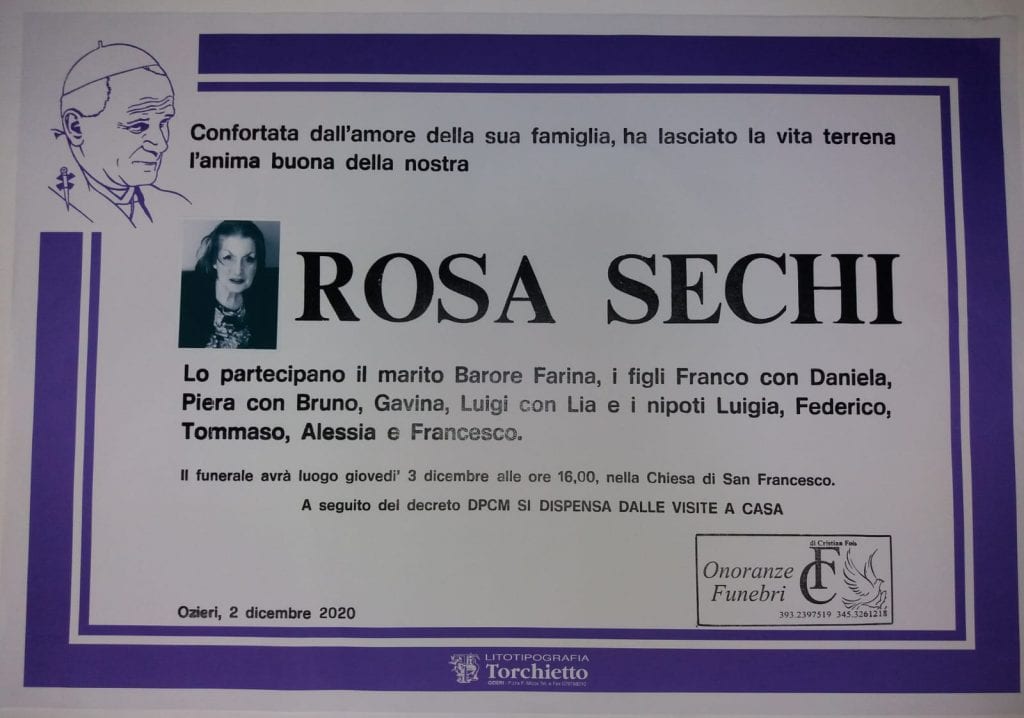 Confortata dall'amore della sua famiglia, ha lasciato la vita terrena
l'anima buona della nostra
ROSA SECHI
Lo partecipano il marito Barore Farina, i figli Franco con Daniela,
Piera con Bruno, Gavina, Luigi con Lia e i nipoti Luigia, Federico,
Tommaso, Alessia e Francesco.
Il funerale avrà luogo giovedi' 3 dicembre alle ore 16,00, nella Chiesa di San Francesco.
A seguito del decreto DPCM SI DISPENSA DALLE VISITE A CASA
di Cristian Fois
Onoranze
Funebri
CF
393.2397519 345.3261218
Ozieri, 2 dicembre 2020
LITOTIPOGRAFIA
Torchietto